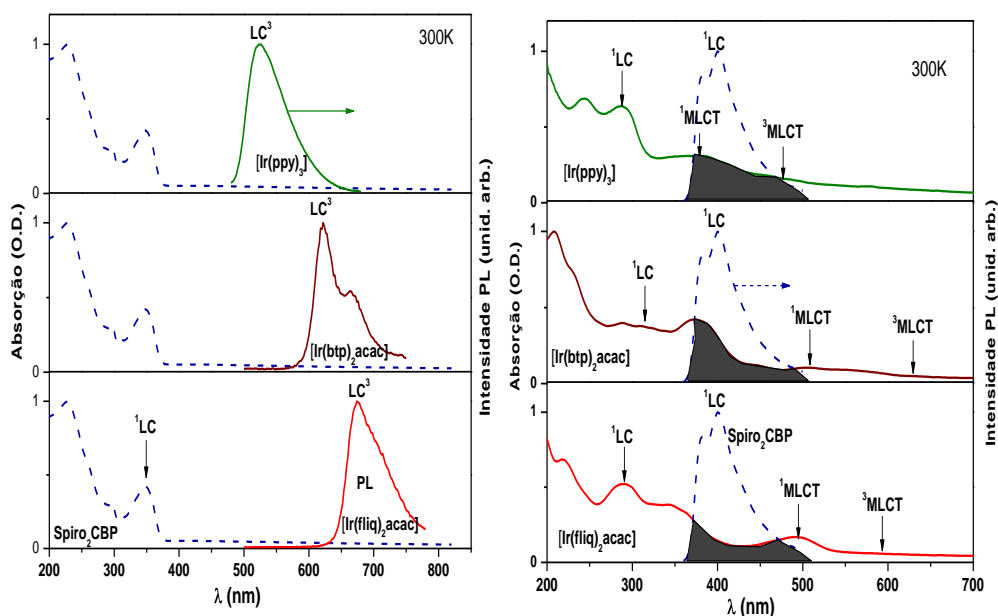 Absorção (O.D.)
1
0
1
0
1
0
LC³
300K
[Ir(ppy)₃]
LC³
[Ir(btp)₂acac]
LC³
¹LC
PL
[Ir(fliq)₂acac]
Spiro₂CBP
200 300 400 500 600 700 800
λ (nm)
Intensidade PL (unid. arb.)
Absorção (O.D.)
1
0
1
0
1
0
¹LC
¹LC
300K
¹MLCT
³MLCT
[Ir(ppy)₃]
¹LC
¹LC
¹MLCT
³MLCT
[Ir(btp)₂acac]
¹LC
Spiro₂CBP
¹LC
¹MLCT
³MLCT
[Ir(fliq)₂acac]
200 300 400 500 600 700
λ (nm)
Intensidade PL (unid. arb.)